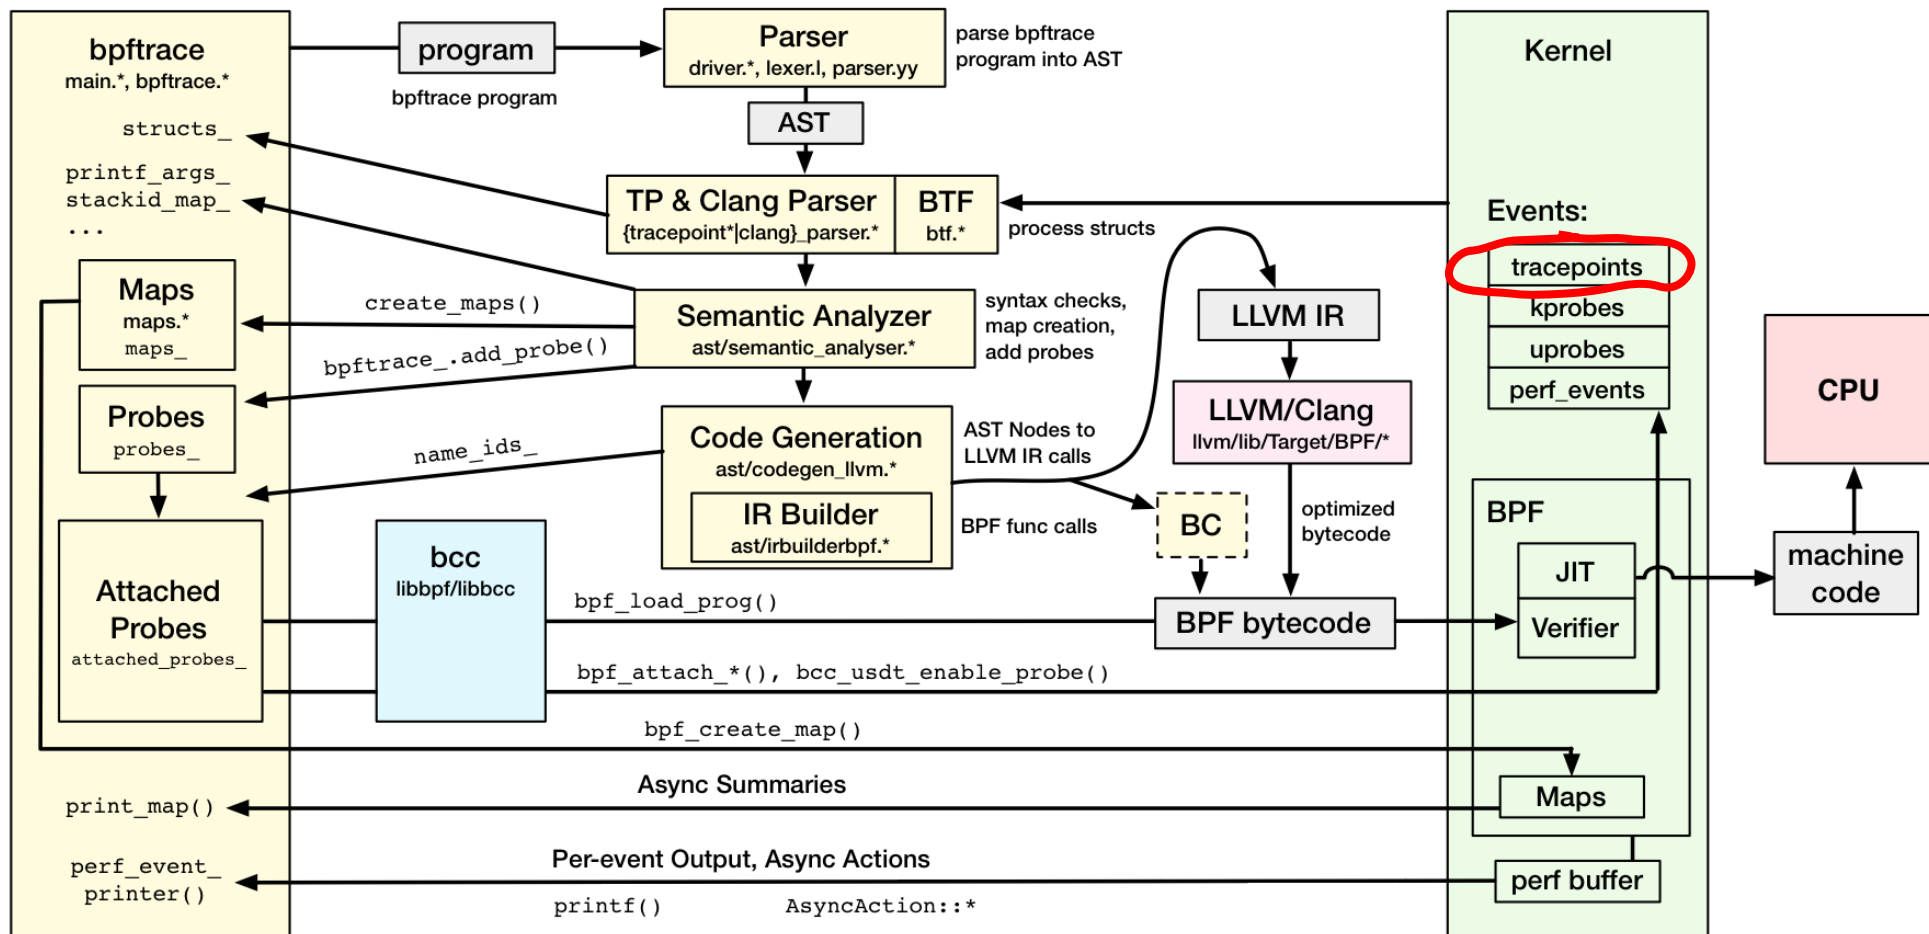 bpftrace
main.*, bpftrace.*
program
bpftrace program
Parser
driver.*, lexer.l, parser.yy
parse bpftrace
program into AST
Kernel
AST
structs_
printf_args_
stackid_map_
...
TP & Clang Parser
{tracepoint*|clang}_parser.*
BTF
btf.*
process structs
Events:
tracepoints
kprobes
uprobes
perf_events
Maps
maps.*
maps_
create_maps()
Semantic Analyzer
ast/semantic_analyser.*
syntax checks,
map creation,
add probes
LLVM IR
bpftrace_.add_probe()
Probes
probes_
name_ids_
Code Generation
ast/codegen_llvm.*
AST Nodes to
LLVM IR calls
LLVM/Clang
llvm/lib/Target/BPF/*
CPU
IR Builder
ast/irbuilderbpf.*
BPF func calls
BC
optimized
bytecode
BPF
JIT
Verifier
machine
code
Attached
Probes
attached_probes_
bcc
libbpf/libbcc
bpf_load_prog()
BPF bytecode
bpf_attach_*(), bcc_usdt_enable_probe()
bpf_create_map()
Async Summaries
print_map()
Maps
Per-event Output, Async Actions
perf_event_
printer()
printf()
AsyncAction::*
perf buffer